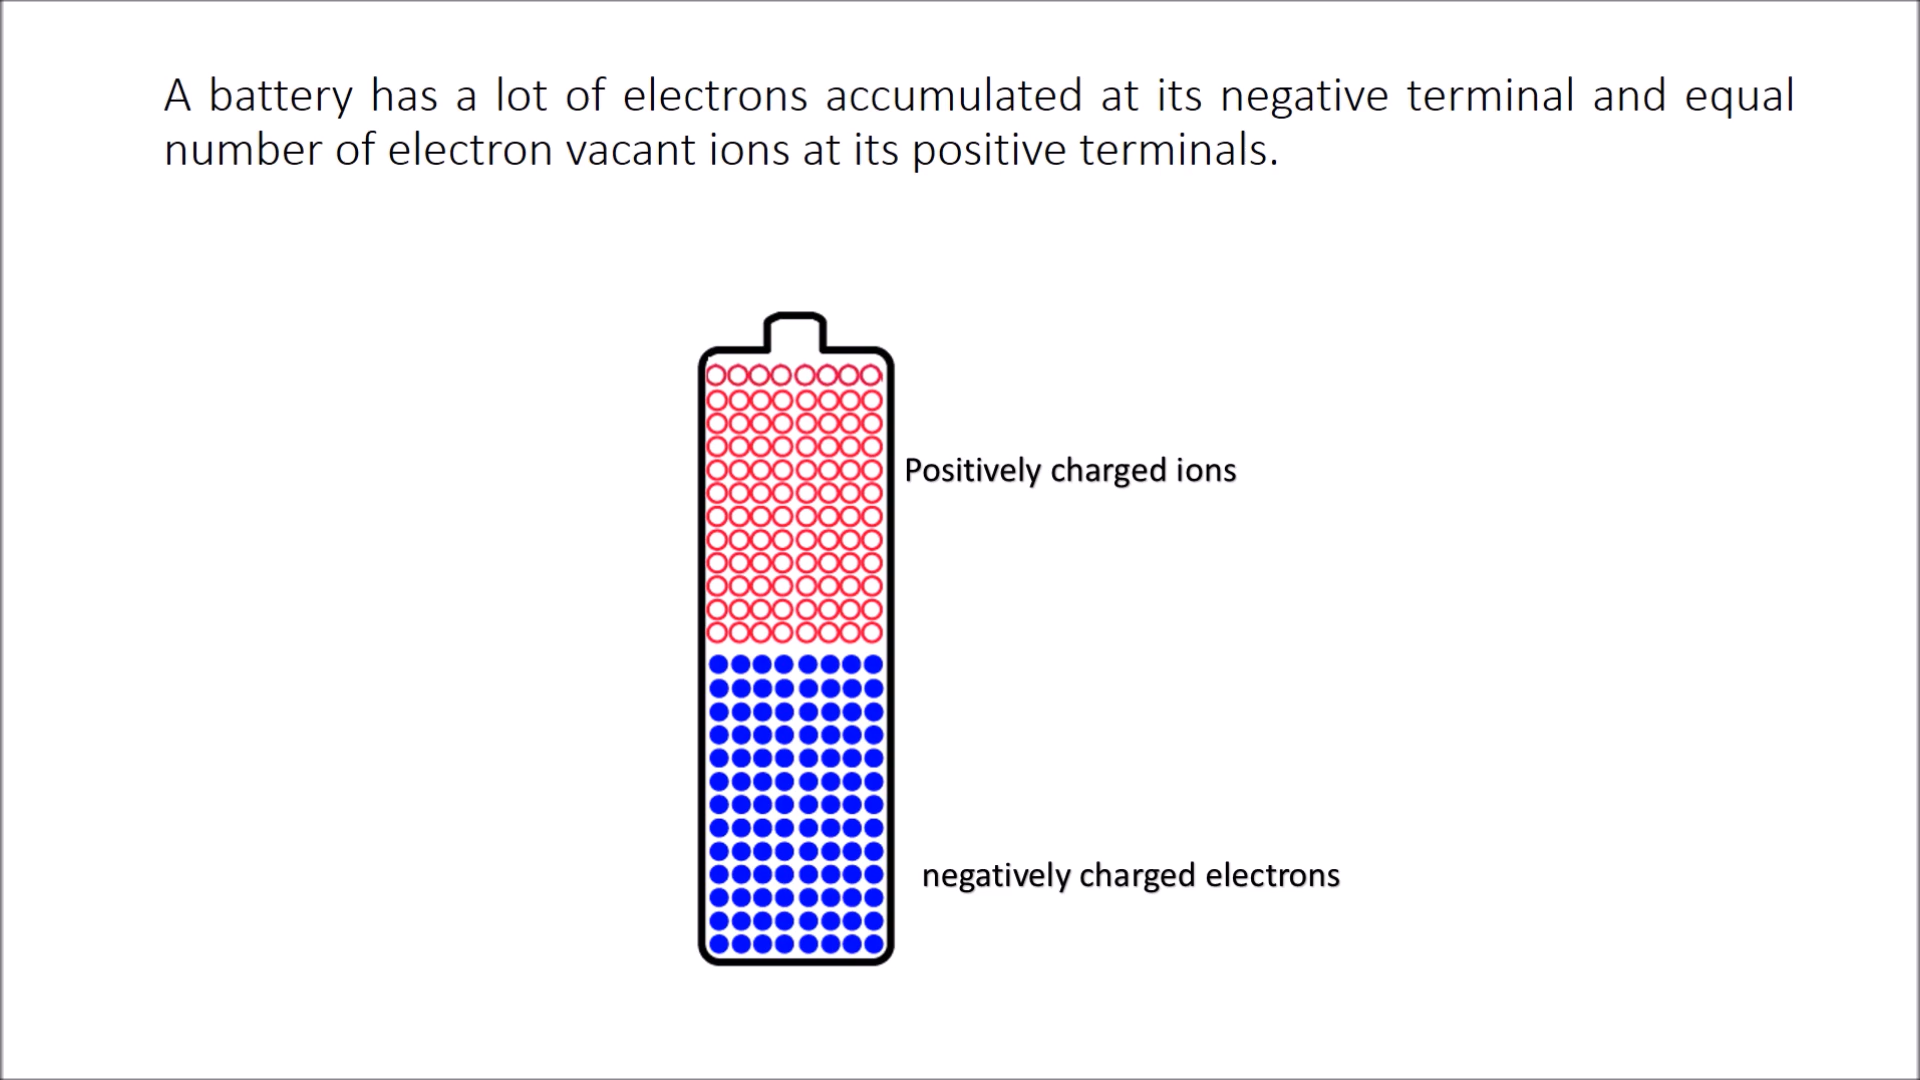 A battery has a lot of electrons accumulated at its negative terminal and equal
number of electron vacant ions at its positive terminals.
Positively charged ions
negatively charged electrons